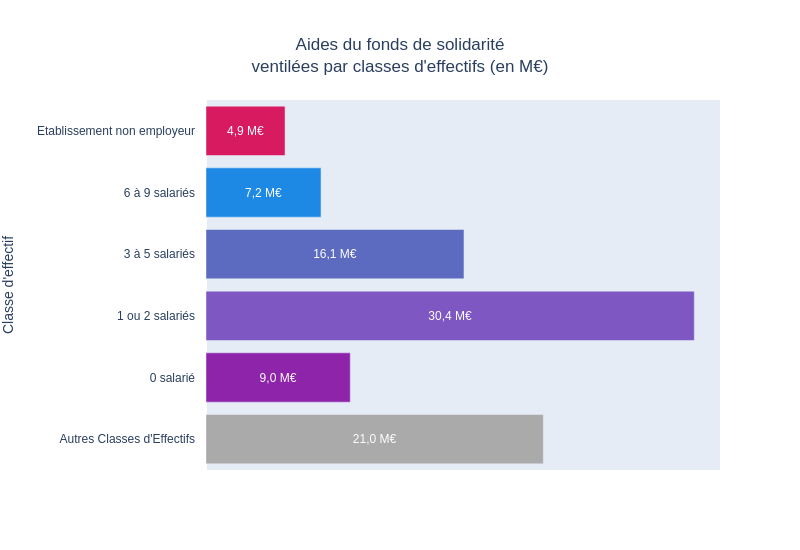 Aides du fonds de solidarité
ventilées par classes d'effectifs (en M€)
Classe d'effectif
Etablissement non employeur
4,9 M€
6 à 9 salariés
7,2 M€
3 à 5 salariés
16,1 M€
1 ou 2 salariés
30,4 M€
0 salarié
9,0 M€
Autres Classes d'Effectifs
21,0 M€